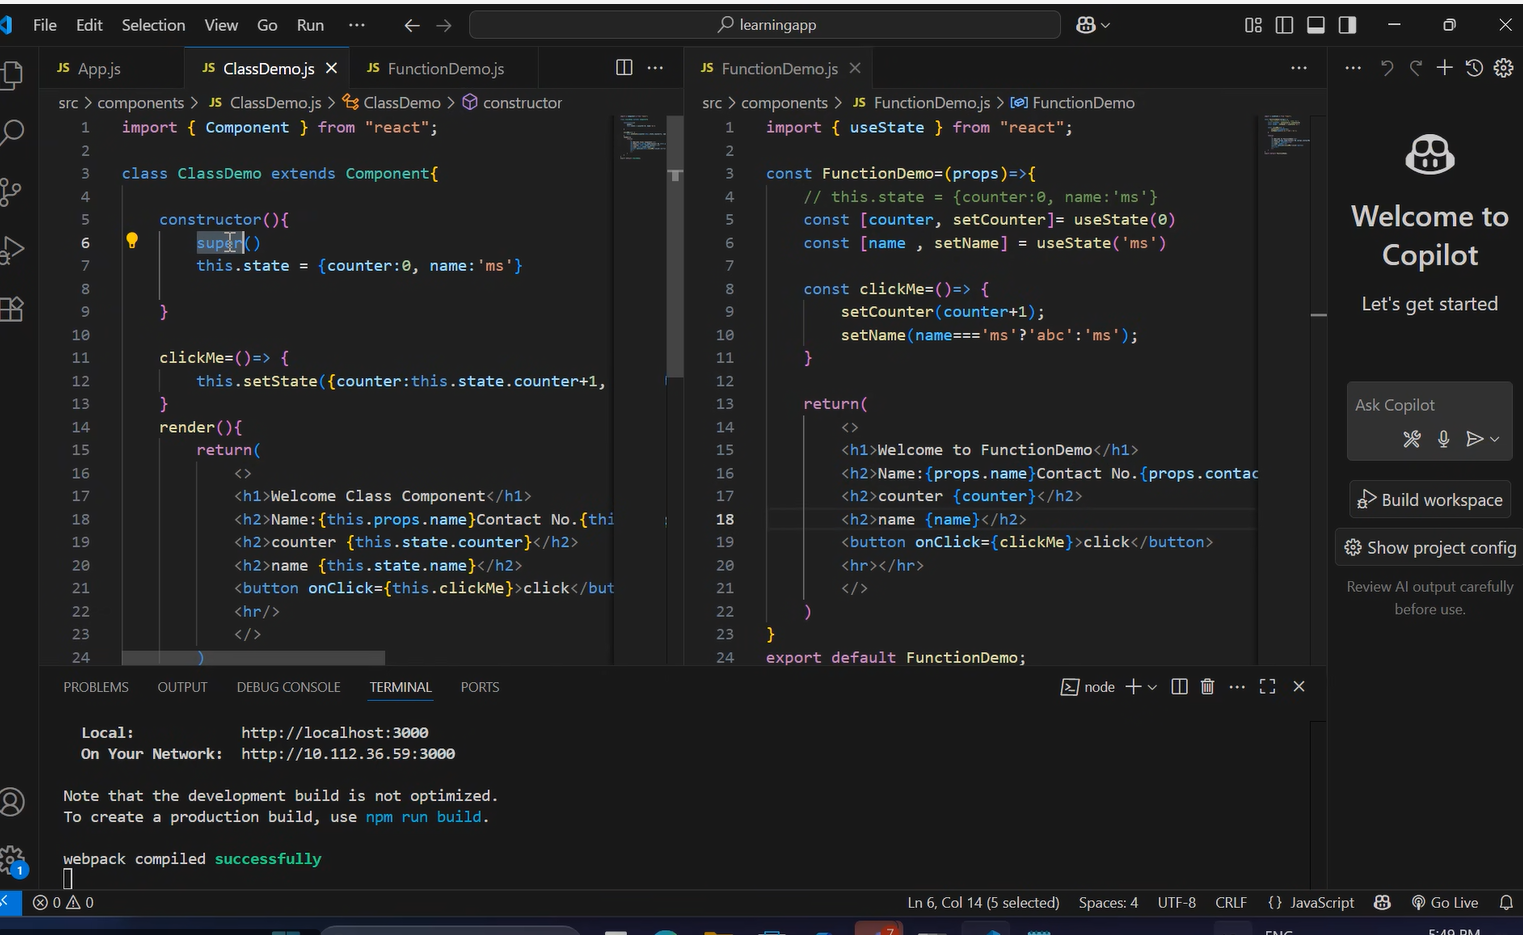 File Edit Selection View Go Run ··· learningapp
JS App.js JS ClassDemo.js JS FunctionDemo.js
src > components > JS ClassDemo.js > ClassDemo > constructor
1 import { Component } from "react";
2
3 class ClassDemo extends Component{
4
5 constructor(){
6 super()
7 this.state = {counter:0, name:'ms'}
8
9 }
10
11 clickMe=()=> {
12 this.setState({counter:this.state.counter+1,
13 }
14 render(){
15 return(
16 <>
17 <h1>Welcome Class Component</h1>
18 <h2>Name:{this.props.name}Contact No.{thi
19 <h2>counter {this.state.counter}</h2>
20 <h2>name {this.state.name}</h2>
21 <button onClick={this.clickMe}>click</but
22 <hr/>
23 </>
24 )
JS FunctionDemo.js
src > components > JS FunctionDemo.js > FunctionDemo
1 import { useState } from "react";
2
3 const FunctionDemo=(props)=>{
4 // this.state = {counter:0, name:'ms'}
5 const [counter, setCounter]= useState(0)
6 const [name , setName] = useState('ms')
7
8 const clickMe=()=> {
9 setCounter(counter+1);
10 setName(name==='ms'?'abc':'ms');
11 }
12
13 return(
14 <>
15 <h1>Welcome to FunctionDemo</h1>
16 <h2>Name:{props.name}Contact No.{props.contac
17 <h2>counter {counter}</h2>
18 <h2>name {name}</h2>
19 <button onClick={clickMe}>click</button>
20 <hr></hr>
21 </>
22 )
23 }
24 export default FunctionDemo;
Welcome to
Copilot
Let's get started
Ask Copilot
Build workspace
Show project config
Review AI output carefully
before use.
PROBLEMS OUTPUT DEBUG CONSOLE TERMINAL PORTS node
Local: http://localhost:3000
On Your Network: http://10.112.36.59:3000
Note that the development build is not optimized.
To create a production build, use npm run build.
webpack compiled successfully
1
0 0 Ln 6, Col 14 (5 selected) Spaces: 4 UTF-8 CRLF {} JavaScript Go Live
7 ENG 5:49 PM